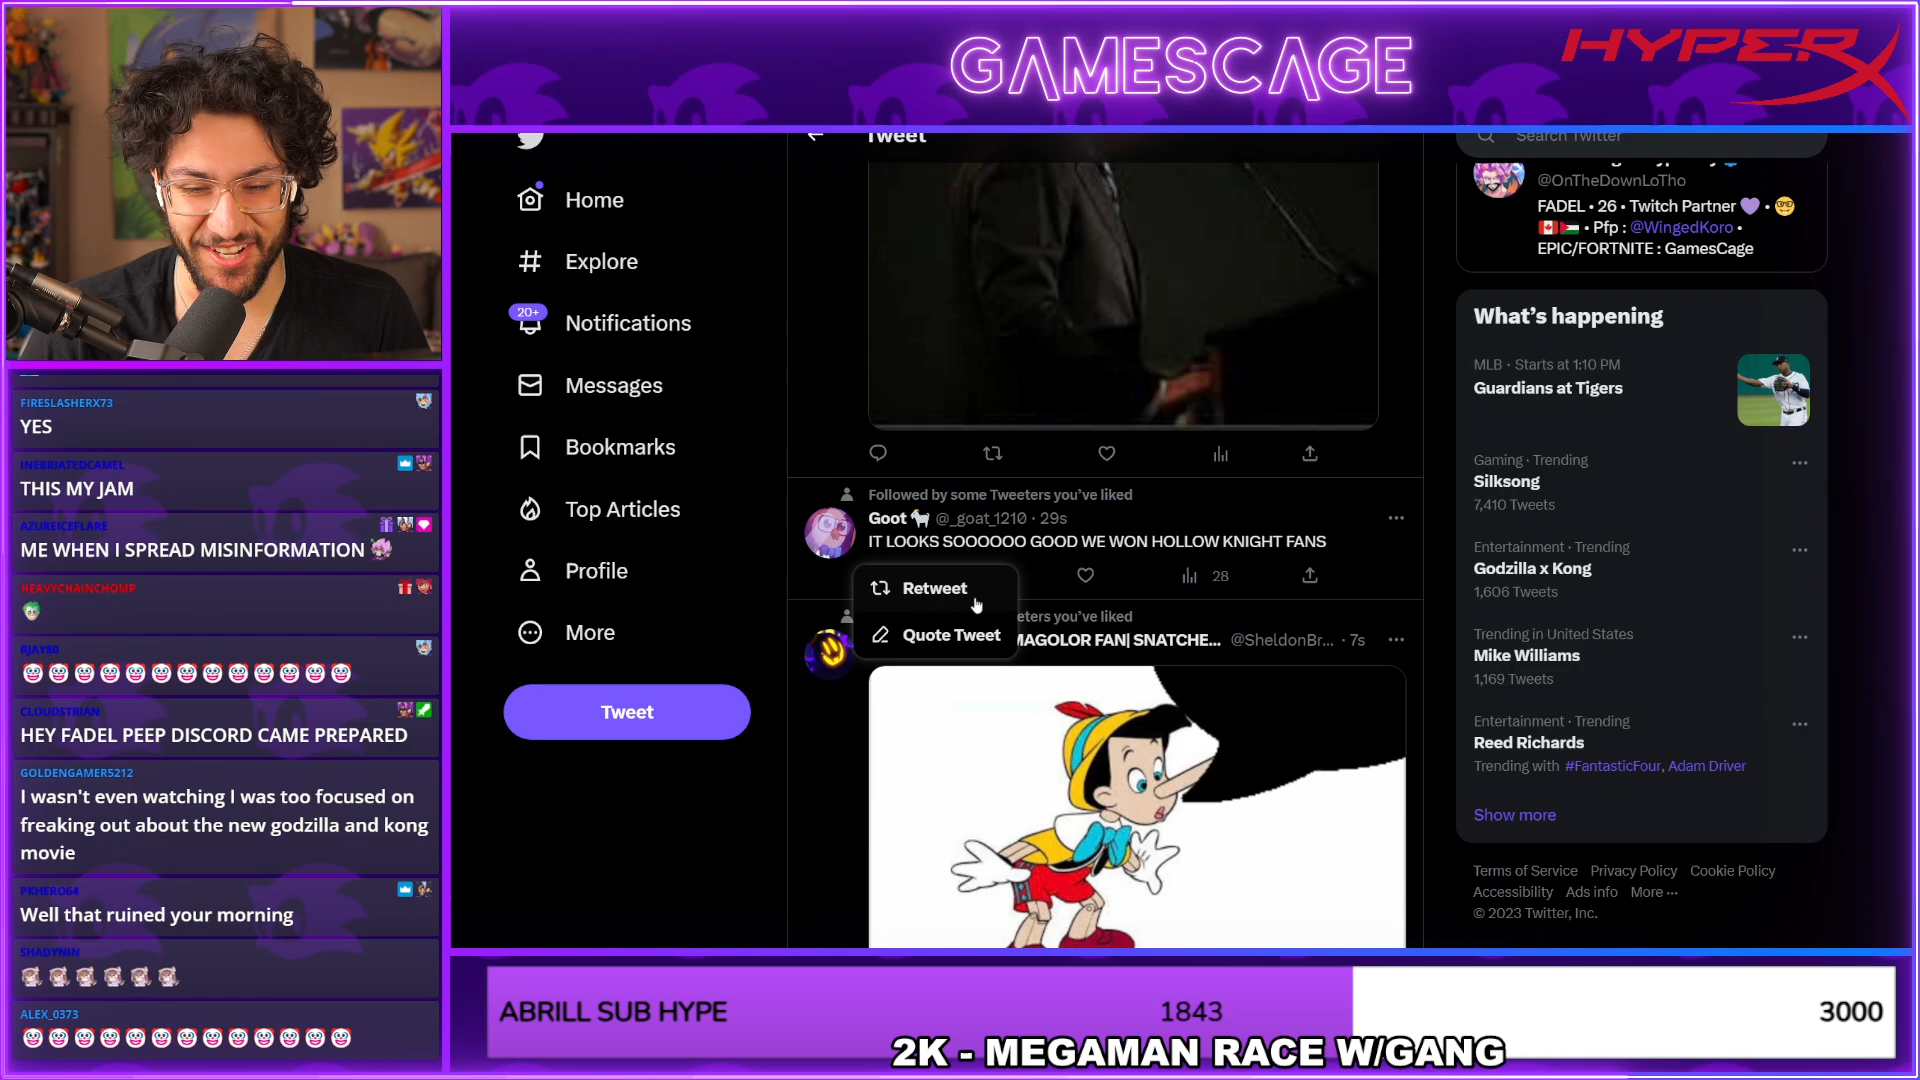 GAMESCAGE
HYPERX
FIRESLASHERX73
YES
INEBRIATEDCAMEL
THIS MY JAM
AZUREICEFLARE
ME WHEN I SPREAD MISINFORMATION
HEAVYCHAINCHOMP
RJAY80
CLOUDSTRIAN
HEY FADEL PEEP DISCORD CAME PREPARED
GOLDENGAMER5212
I wasn't even watching I was too focused on
freaking out about the new godzilla and kong
movie
PKHERO64
Well that ruined your morning
SHADYNIN
ALEX_0373
Home
Explore
20+
Notifications
Messages
Bookmarks
Top Articles
Profile
More
Tweet
Tweet
Followed by some Tweeters you've liked
Goot 🐐 @_goat_1210 · 29s
IT LOOKS SOOOOOO GOOD WE WON HOLLOW KNIGHT FANS
28
Retweet
Quote Tweet
you've liked
MAGOLOR FAN| SNATCHE... @SheldonBr... · 7s
Search Twitter
@OnTheDownLoTho
FADEL • 26 • Twitch Partner 💜 • 🤓
🇨🇦🇵🇸 • Pfp : @WingedKoro •
EPIC/FORTNITE : GamesCage
What's happening
MLB · Starts at 1:10 PM
Guardians at Tigers
Gaming · Trending
Silksong
7,410 Tweets
Entertainment · Trending
Godzilla x Kong
1,606 Tweets
Trending in United States
Mike Williams
1,169 Tweets
Entertainment · Trending
Reed Richards
Trending with #FantasticFour, Adam Driver
Show more
Terms of Service Privacy Policy Cookie Policy
Accessibility Ads info More ···
© 2023 Twitter, Inc.
ABRILL SUB HYPE 1843 3000
2K - MEGAMAN RACE W/GANG